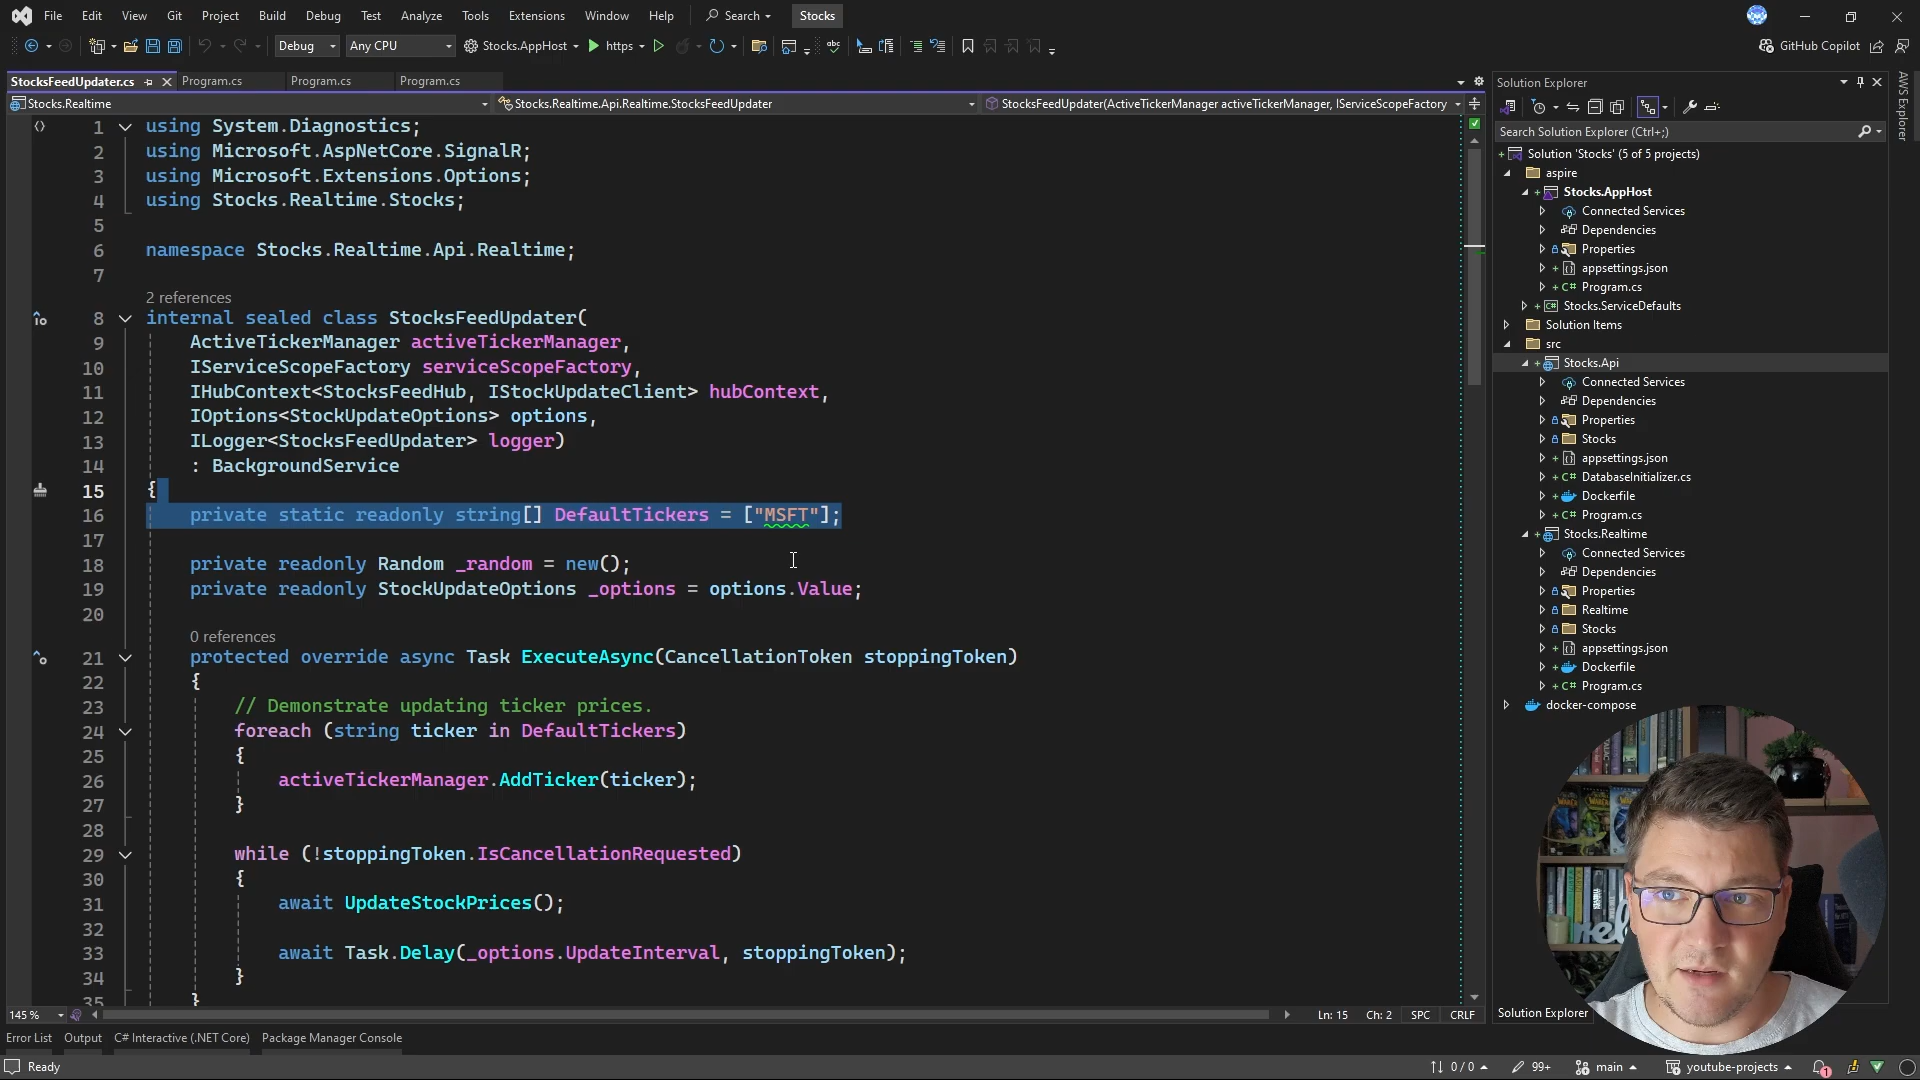 File Edit View Git Project Build Debug Test Analyze Tools Extensions Window Help Search Stocks
Debug Any CPU Stocks.AppHost https GitHub Copilot
StocksFeedUpdater.cs Program.cs Program.cs Program.cs
Stocks.Realtime Stocks.Realtime.Api.Realtime.StocksFeedUpdater StocksFeedUpdater(ActiveTickerManager activeTickerManager, IServiceScopeFactory
1 using System.Diagnostics;
2 using Microsoft.AspNetCore.SignalR;
3 using Microsoft.Extensions.Options;
4 using Stocks.Realtime.Stocks;
5
6 namespace Stocks.Realtime.Api.Realtime;
7
2 references
8 internal sealed class StocksFeedUpdater(
9 ActiveTickerManager activeTickerManager,
10 IServiceScopeFactory serviceScopeFactory,
11 IHubContext<StocksFeedHub, IStockUpdateClient> hubContext,
12 IOptions<StockUpdateOptions> options,
13 ILogger<StocksFeedUpdater> logger)
14 : BackgroundService
15 {
16 private static readonly string[] DefaultTickers = ["MSFT"];
17
18 private readonly Random _random = new();
19 private readonly StockUpdateOptions _options = options.Value;
20
0 references
21 protected override async Task ExecuteAsync(CancellationToken stoppingToken)
22 {
23 // Demonstrate updating ticker prices.
24 foreach (string ticker in DefaultTickers)
25 {
26 activeTickerManager.AddTicker(ticker);
27 }
28
29 while (!stoppingToken.IsCancellationRequested)
30 {
31 await UpdateStockPrices();
32
33 await Task.Delay(_options.UpdateInterval, stoppingToken);
34 }
35 }
145 % Ln: 15 Ch: 2 SPC CRLF
Error List Output C# Interactive (.NET Core) Package Manager Console
Ready 0 / 0 99+ main youtube-projects 1
Solution Explorer
Search Solution Explorer (Ctrl+;)
Solution 'Stocks' (5 of 5 projects)
aspire
Stocks.AppHost
Connected Services
Dependencies
Properties
appsettings.json
C# Program.cs
C# Stocks.ServiceDefaults
Solution Items
src
Stocks.Api
Connected Services
Dependencies
Properties
Stocks
appsettings.json
C# DatabaseInitializer.cs
Dockerfile
C# Program.cs
Stocks.Realtime
Connected Services
Dependencies
Properties
Realtime
Stocks
appsettings.json
Dockerfile
C# Program.cs
docker-compose
Solution Explorer
AWS Explorer